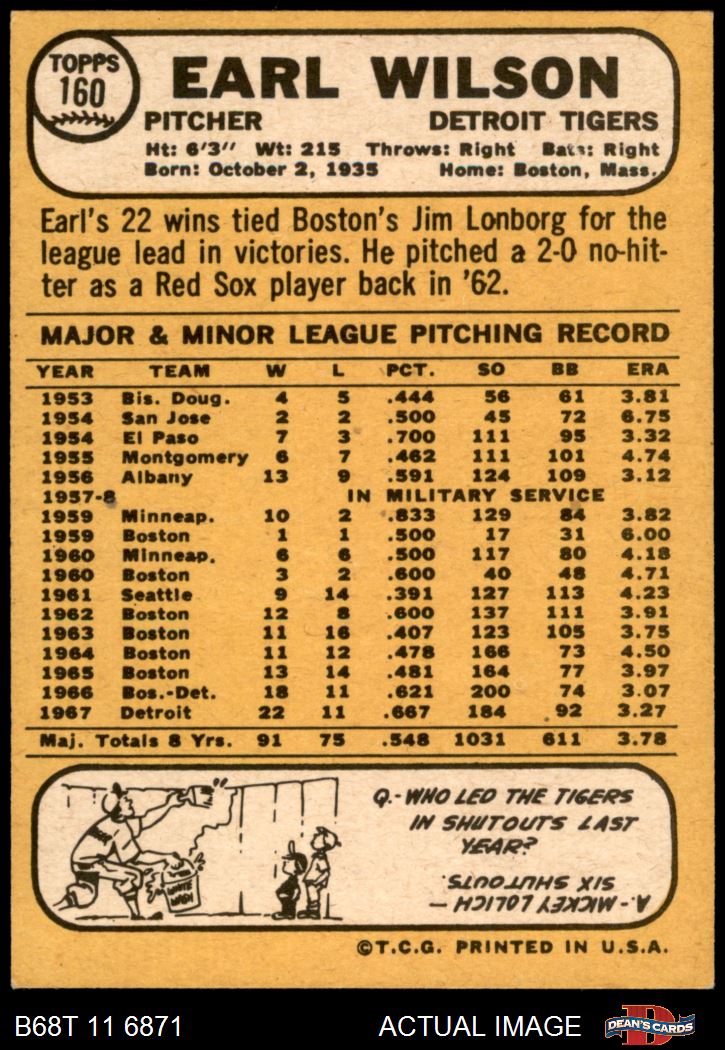 TOPPS
160
EARL WILSON
PITCHER DETROIT TIGERS
Ht: 6'3" Wt: 215 Throws: Right Bats: Right
Born: October 2, 1935 Home: Boston, Mass.
Earl's 22 wins tied Boston's Jim Lonborg for the
league lead in victories. He pitched a 2-0 no-hit-
ter as a Red Sox player back in '62.
MAJOR & MINOR LEAGUE PITCHING RECORD
YEAR TEAM W L PCT. SO BB ERA
1953 Bis. Doug. 4 5 .444 56 61 3.81
1954 San Jose 2 2 .500 45 72 6.75
1954 El Paso 7 3 .700 111 95 3.32
1955 Montgomery 6 7 .462 111 101 4.74
1956 Albany 13 9 .591 124 109 3.12
1957-8 IN MILITARY SERVICE
1959 Minneap. 10 2 .833 129 84 3.82
1959 Boston 1 1 .500 17 31 6.00
1960 Minneap. 6 6 .500 117 80 4.18
1960 Boston 3 2 .600 40 48 4.71
1961 Seattle 9 14 .391 127 113 4.23
1962 Boston 12 8 .600 137 111 3.91
1963 Boston 11 16 .407 123 105 3.75
1964 Boston 11 12 .478 166 73 4.50
1965 Boston 13 14 .481 164 77 3.97
1966 Bos.-Det. 18 11 .621 200 74 3.07
1967 Detroit 22 11 .667 184 92 3.27
Maj. Totals 8 Yrs. 91 75 .548 1031 611 3.78
Q.- WHO LED THE TIGERS
IN SHUTOUTS LAST
YEAR?
A.- MICKEY LOLICH —
SIX SHUTOUTS.
WHITE
WASH
©T.C.G. PRINTED IN U.S.A.
B68T 11 6871 ACTUAL IMAGE
DEAN'S CARDS